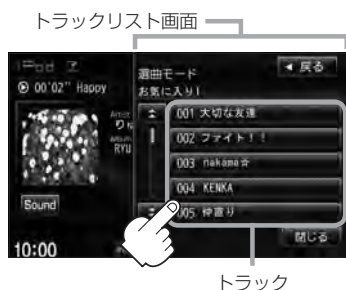 トラックリスト画面
iPod
選曲モード
◀ 戻る
00'02" Happy
お気に入り1
001 大切な友達
002 ファイト！！
RYU
003 nakama☆
004 KENKA
Sound
005 仲直り
10:00
閉じる
トラック